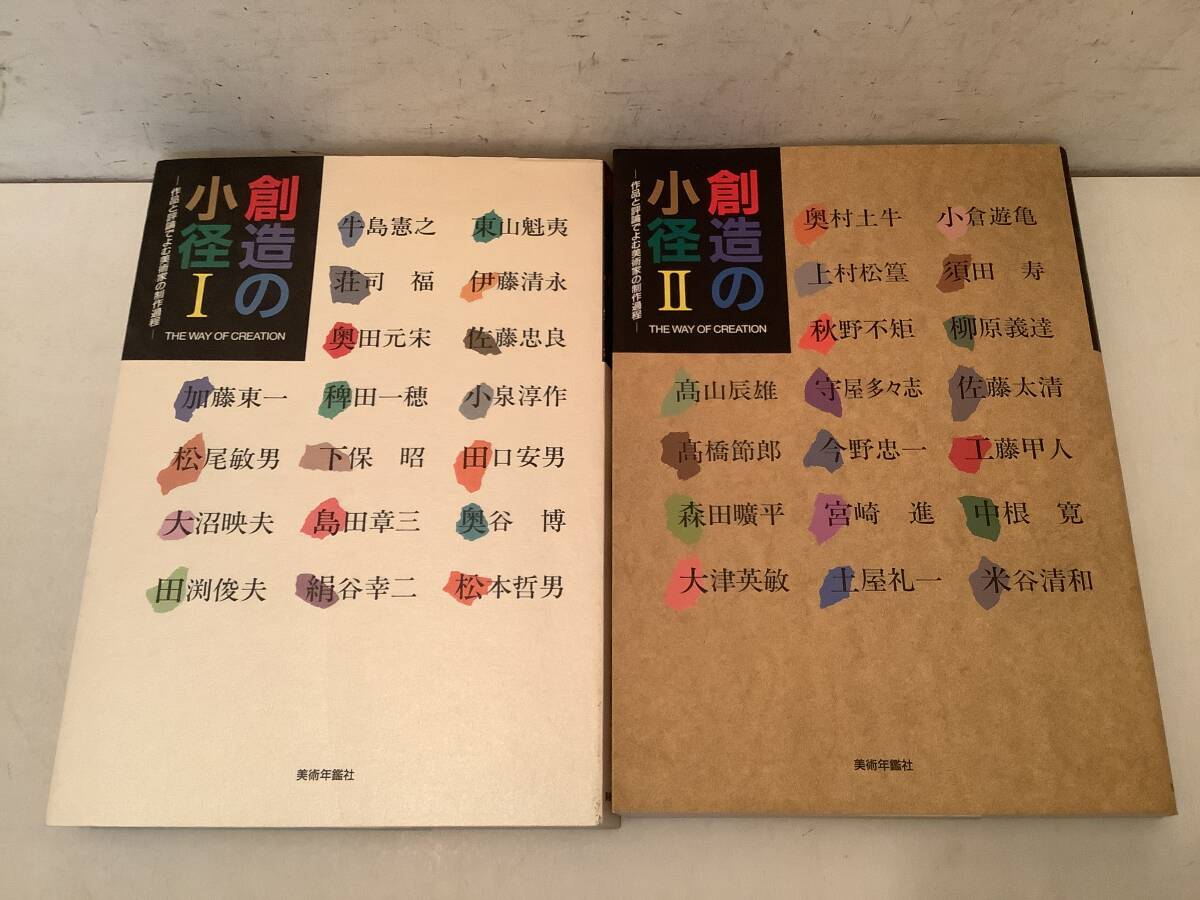 創造の
小径Ⅰ
―作品と評論でよむ美術家の制作過程―
THE WAY OF CREATION
牛島憲之 東山魁夷
荘司 福 伊藤清永
奥田元宋 佐藤忠良
加藤東一 稗田一穂 小泉淳作
松尾敏男 下保 昭 田口安男
大沼映夫 島田章三 奥谷 博
田渕俊夫 絹谷幸二 松本哲男
美術年鑑社
創造の
小径Ⅱ
―作品と評論でよむ美術家の制作過程―
THE WAY OF CREATION
奥村土牛 小倉遊亀
上村松篁 須田 寿
秋野不矩 柳原義達
髙山辰雄 守屋多々志 佐藤太清
髙橋節郎 今野忠一 工藤甲人
森田曠平 宮崎 進 中根 寛
大津英敏 土屋礼一 米谷清和
美術年鑑社